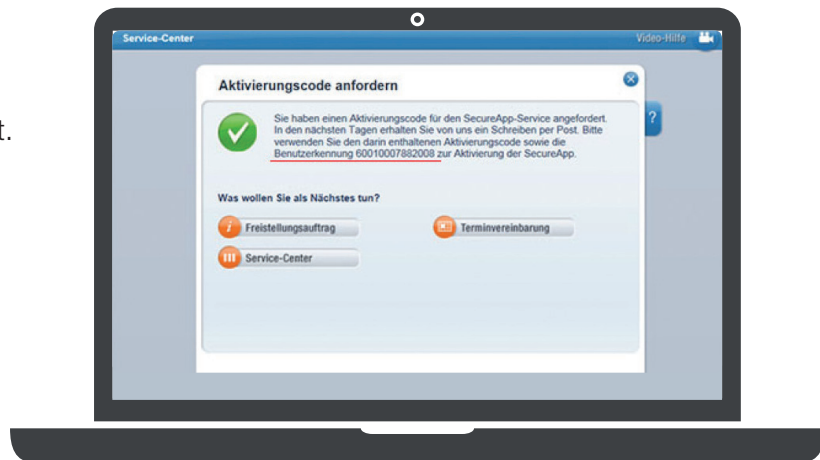 Service-Center
Video-Hilfe
t.
Aktivierungscode anfordern
Sie haben einen Aktivierungscode für den SecureApp-Service angefordert.
In den nächsten Tagen erhalten Sie von uns ein Schreiben per Post. Bitte
verwenden Sie den darin enthaltenen Aktivierungscode sowie die
Benutzerkennung 60010007882008 zur Aktivierung der SecureApp.
?
Was wollen Sie als Nächstes tun?
i Freistellungsauftrag
Terminvereinbarung
Service-Center